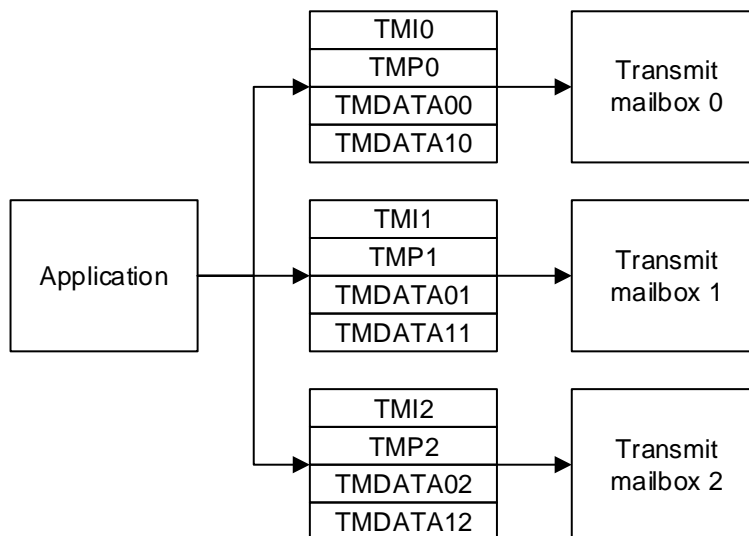 TMI0
TMP0
TMDATA00
TMDATA10
Transmit
mailbox 0
Application
TMI1
TMP1
TMDATA01
TMDATA11
Transmit
mailbox 1
TMI2
TMP2
TMDATA02
TMDATA12
Transmit
mailbox 2